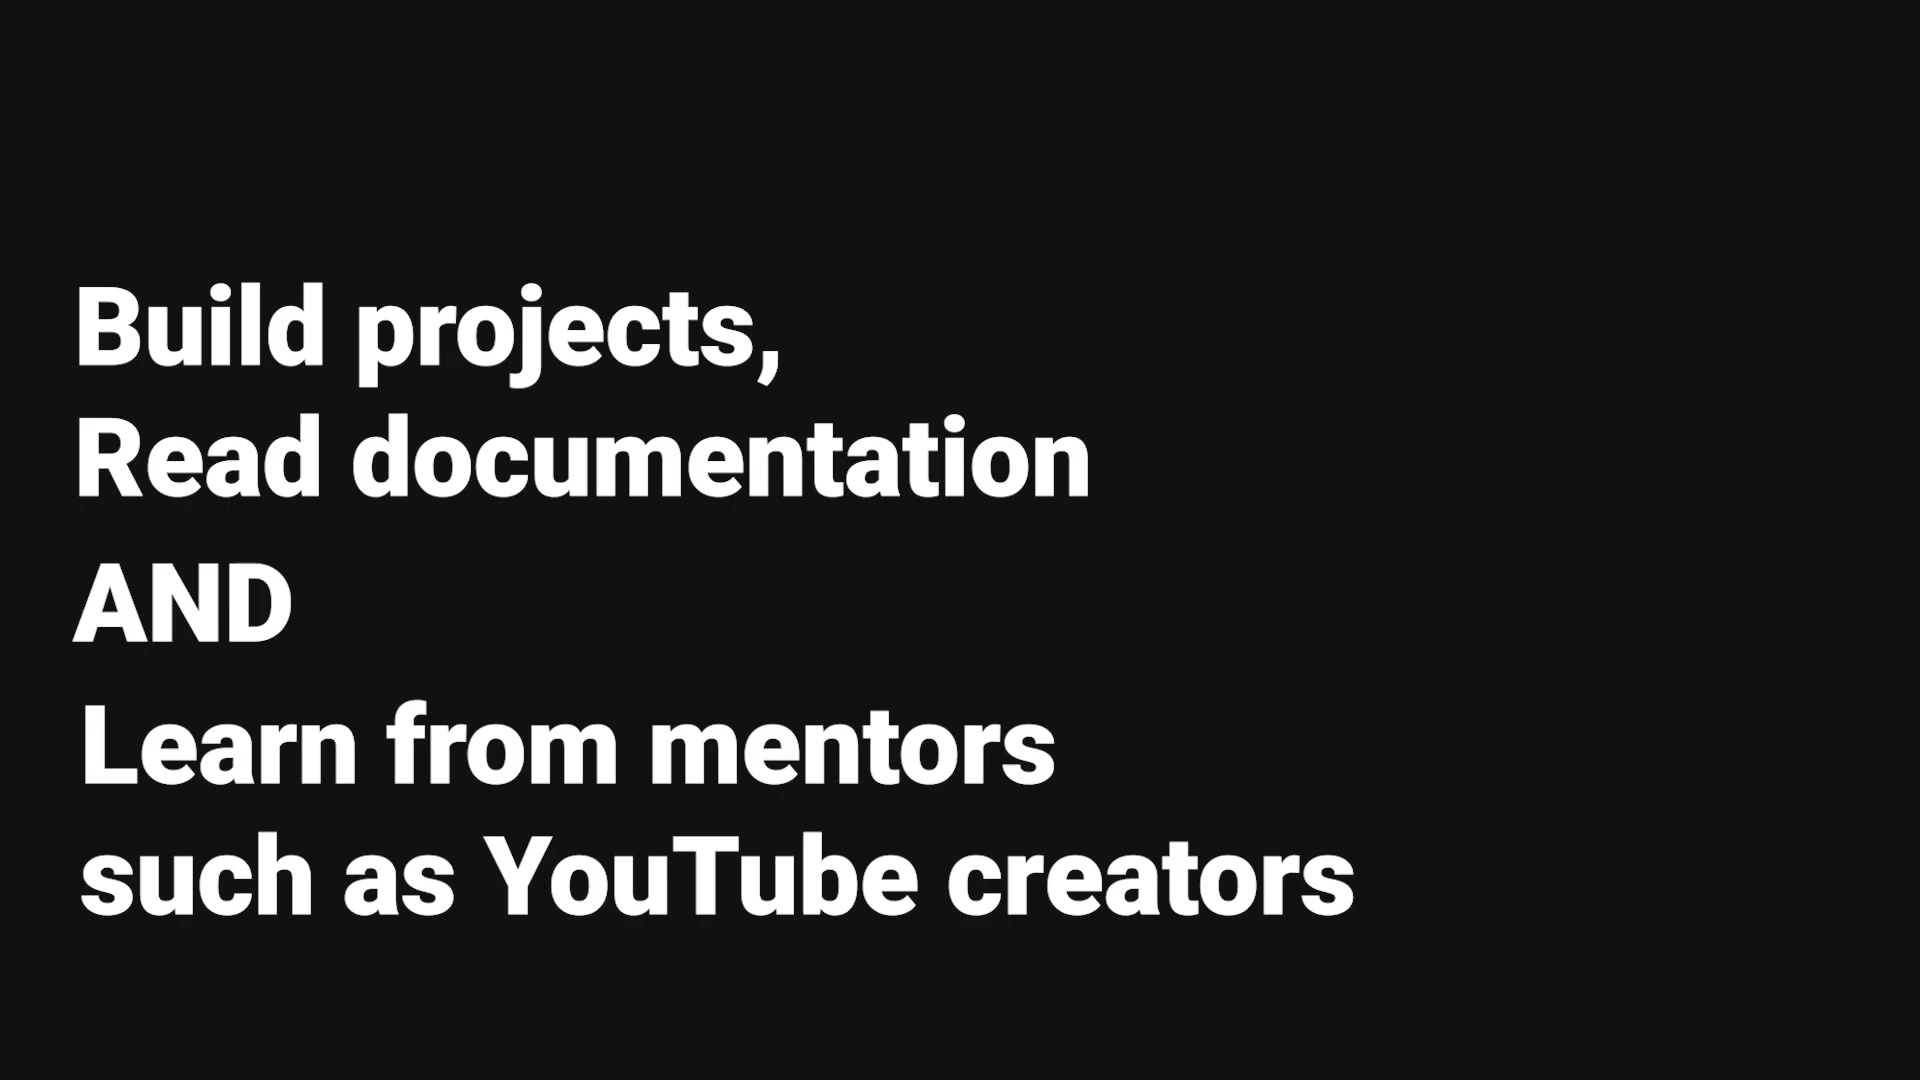 Build projects,
Read documentation
AND
Learn from mentors
such as YouTube creators